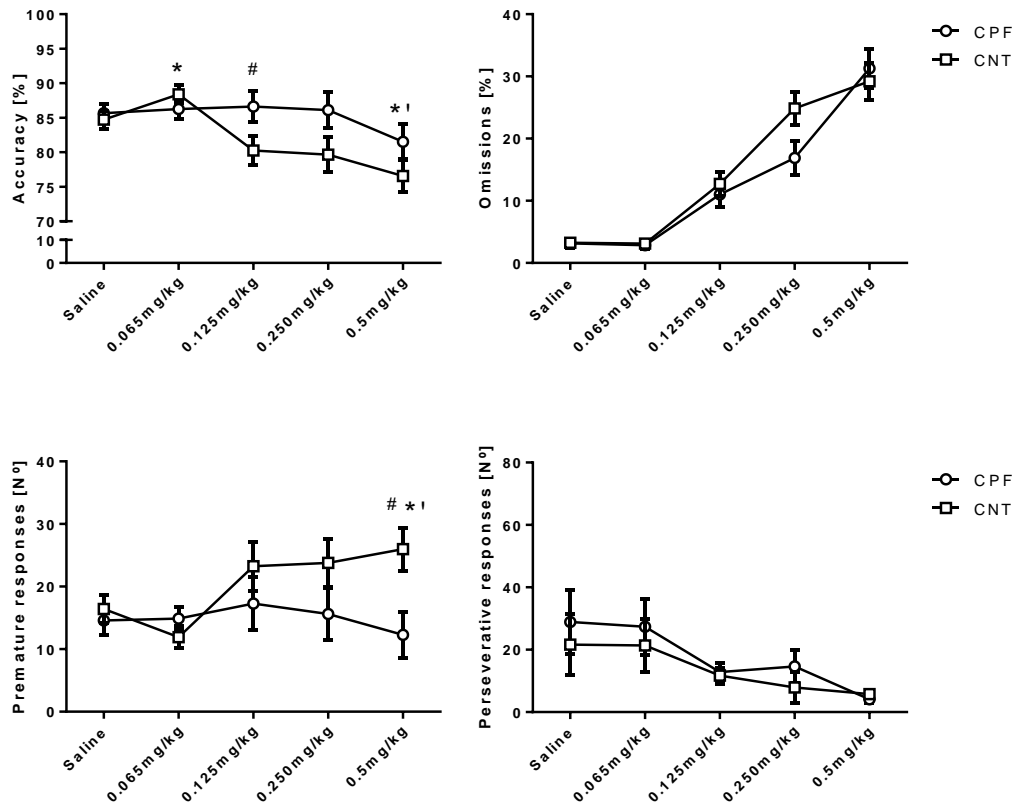 100
95
90
85
80
75
70
10
0
Accuracy [%]
*
#
*'
Saline
0.065mg/kg
0.125mg/kg
0.250mg/kg
0.5mg/kg
40
30
20
10
0
Omissions [%]
Saline
0.065mg/kg
0.125mg/kg
0.250mg/kg
0.5mg/kg
CPF
CNT
40
30
20
10
0
Premature responses [Nº]
# *'
Saline
0.065mg/kg
0.125mg/kg
0.250mg/kg
0.5mg/kg
80
60
40
20
0
Perseverative responses [Nº]
Saline
0.065mg/kg
0.125mg/kg
0.250mg/kg
0.5mg/kg
CPF
CNT